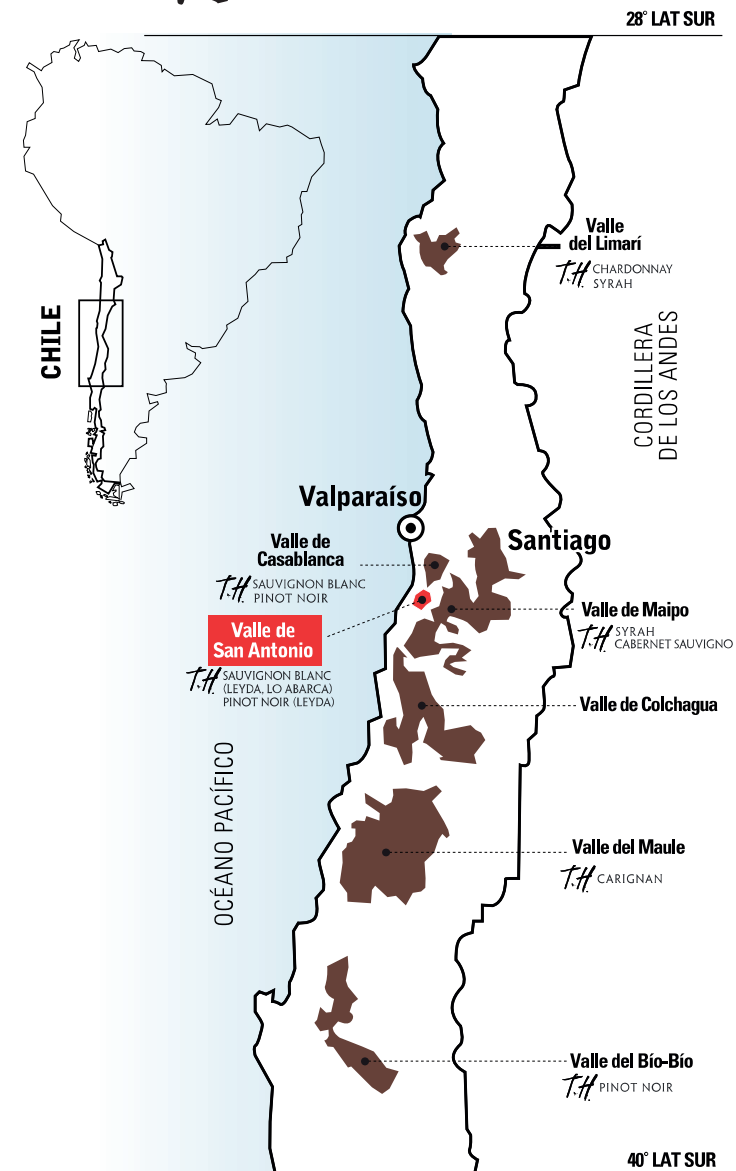 28° LAT SUR
Valle
del Limarí
T.H. CHARDONNAY
SYRAH
CHILE
CORDILLERA
DE LOS ANDES
Valparaíso
Santiago
Valle de
Casablanca
T.H. SAUVIGNON BLANC
PINOT NOIR
Valle de
San Antonio
T.H. SAUVIGNON BLANC
(LEYDA, LO ABARCA)
PINOT NOIR (LEYDA)
Valle de Maipo
T.H. SYRAH
CABERNET SAUVIGNO
Valle de Colchagua
OCÉANO PACÍFICO
Valle del Maule
T.H. CARIGNAN
Valle del Bío-Bío
T.H. PINOT NOIR
40° LAT SUR